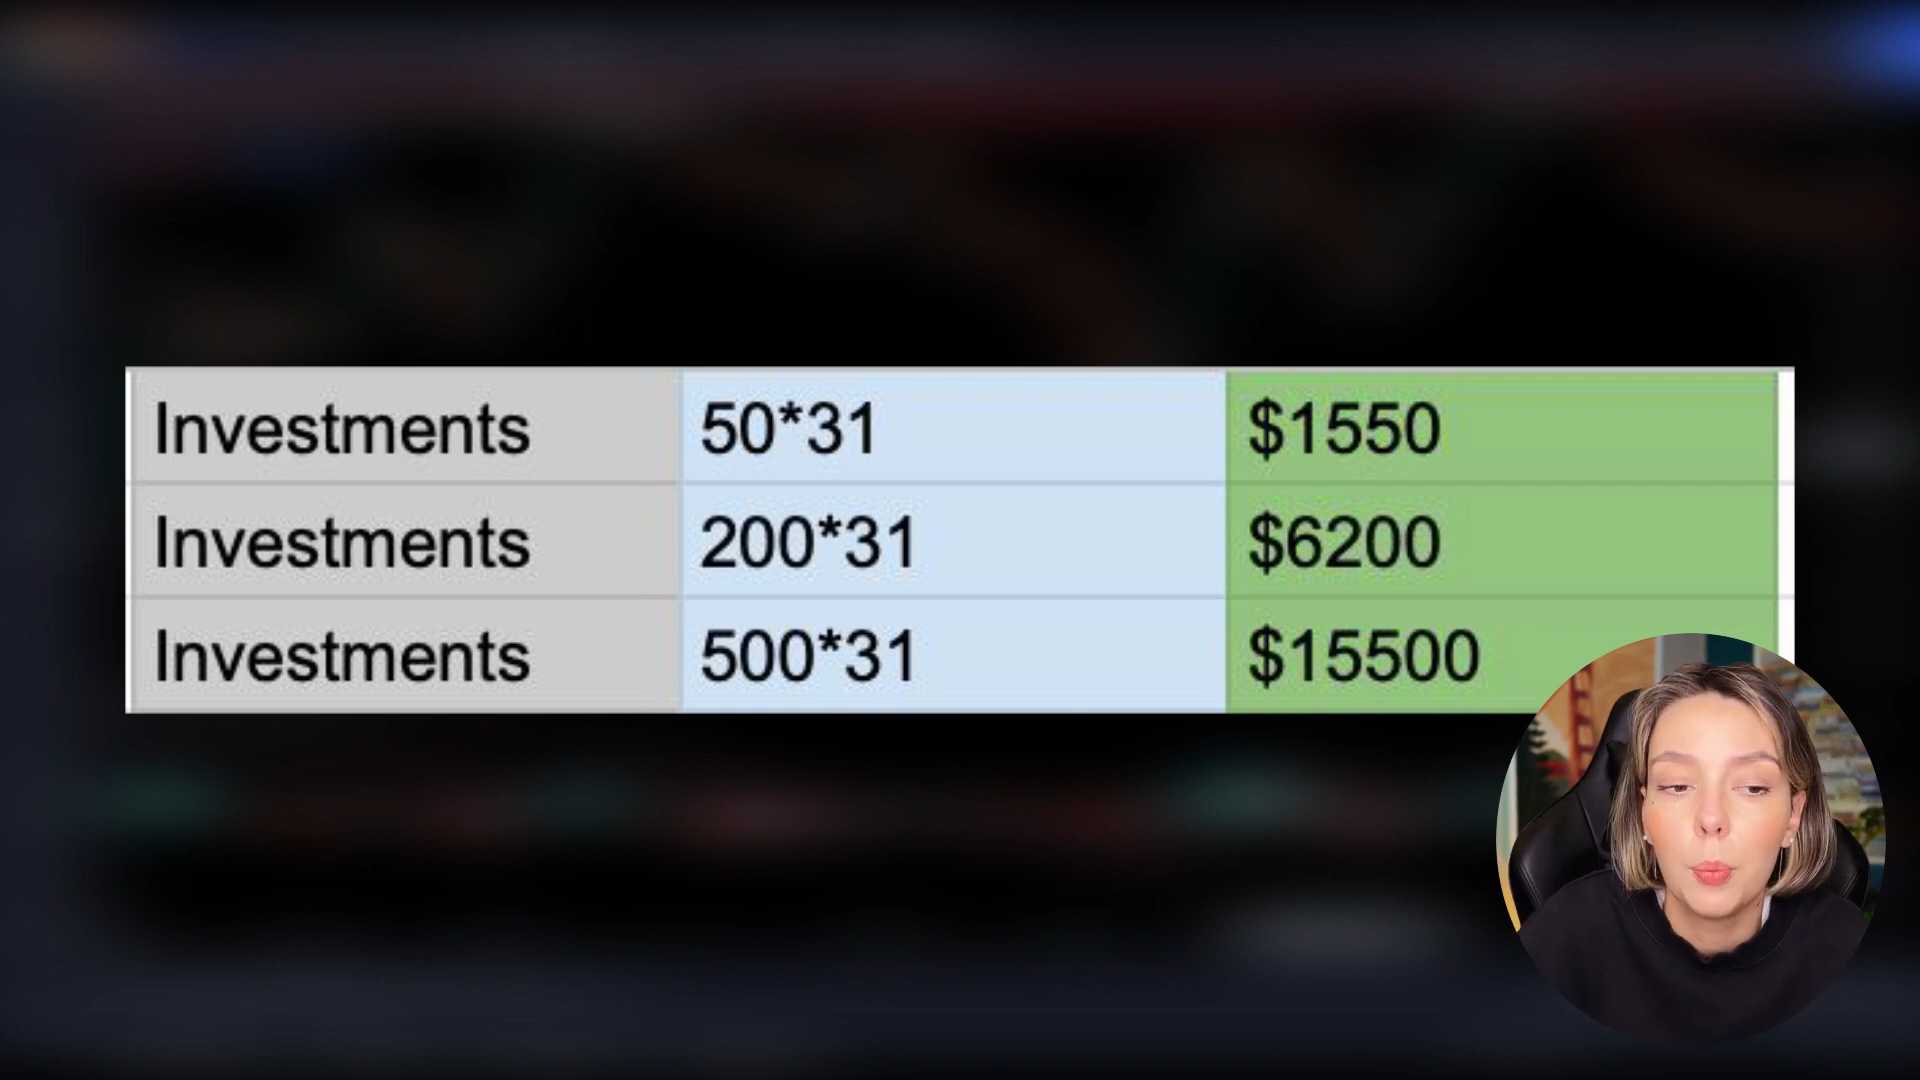 Investments 50*31 $1550
Investments 200*31 $6200
Investments 500*31 $15500